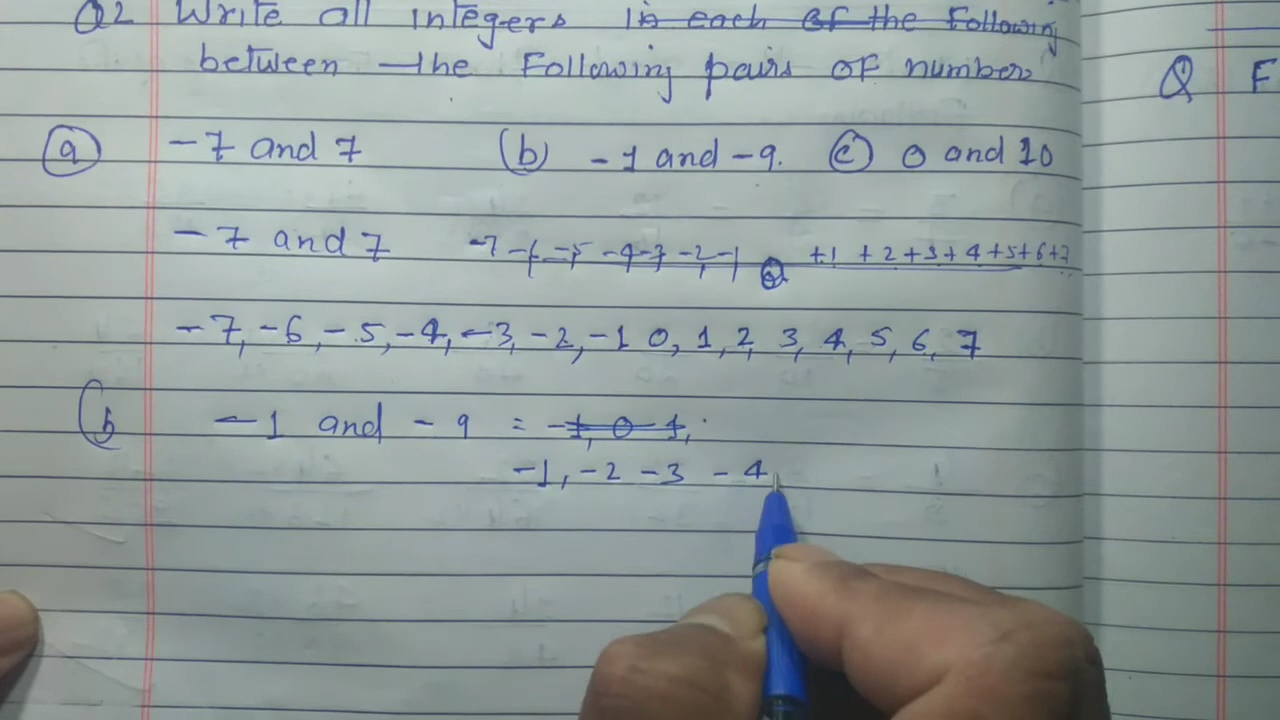 Q2 Write all integers in each of the following
between the Following pairs of number
Q F
(a) -7 and 7 (b) -1 and -9. (c) 0 and 10
-7 and 7 -7 -6 -5 -4 -3 -2 -1 0 +1 +2 +3 +4 +5 +6 +7
-7, -6, -5, -4, -3, -2, -1 0, 1, 2, 3, 4, 5, 6, 7
(b -1 and -9 = -1, 0 1,
-1, -2 -3 -4